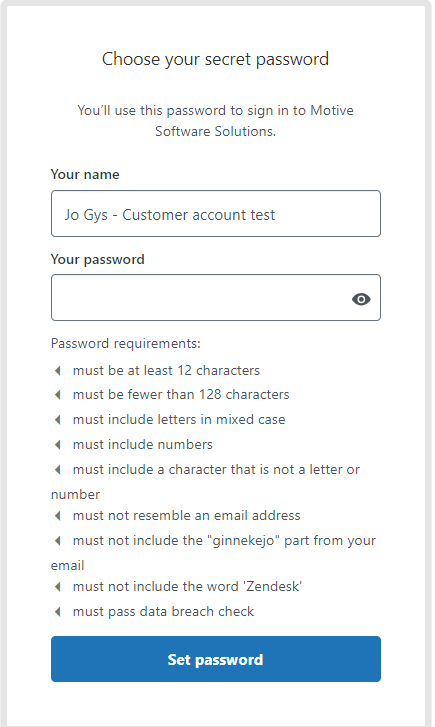 Choose your secret password
You'll use this password to sign in to Motive
Software Solutions.
Your name
Jo Gys - Customer account test
Your password
Password requirements:
must be at least 12 characters
must be fewer than 128 characters
must include letters in mixed case
must include numbers
must include a character that is not a letter or
number
must not resemble an email address
must not include the "ginnekejo" part from your
email
must not include the word 'Zendesk'
must pass data breach check
Set password